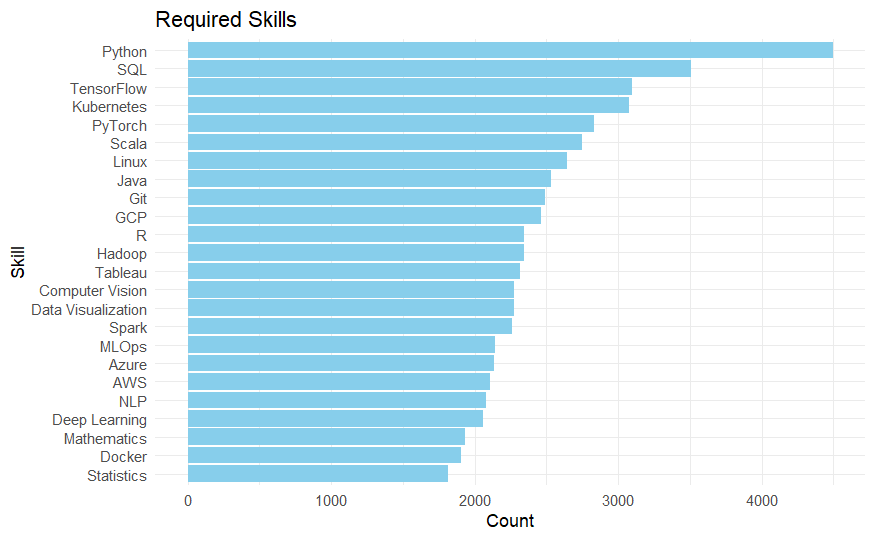 Required Skills
Python
SQL
TensorFlow
Kubernetes
PyTorch
Scala
Linux
Java
Git
GCP
R
Hadoop
Tableau
Computer Vision
Data Visualization
Spark
MLOps
Azure
AWS
NLP
Deep Learning
Mathematics
Docker
Statistics
Skill
0 1000 2000 3000 4000
Count